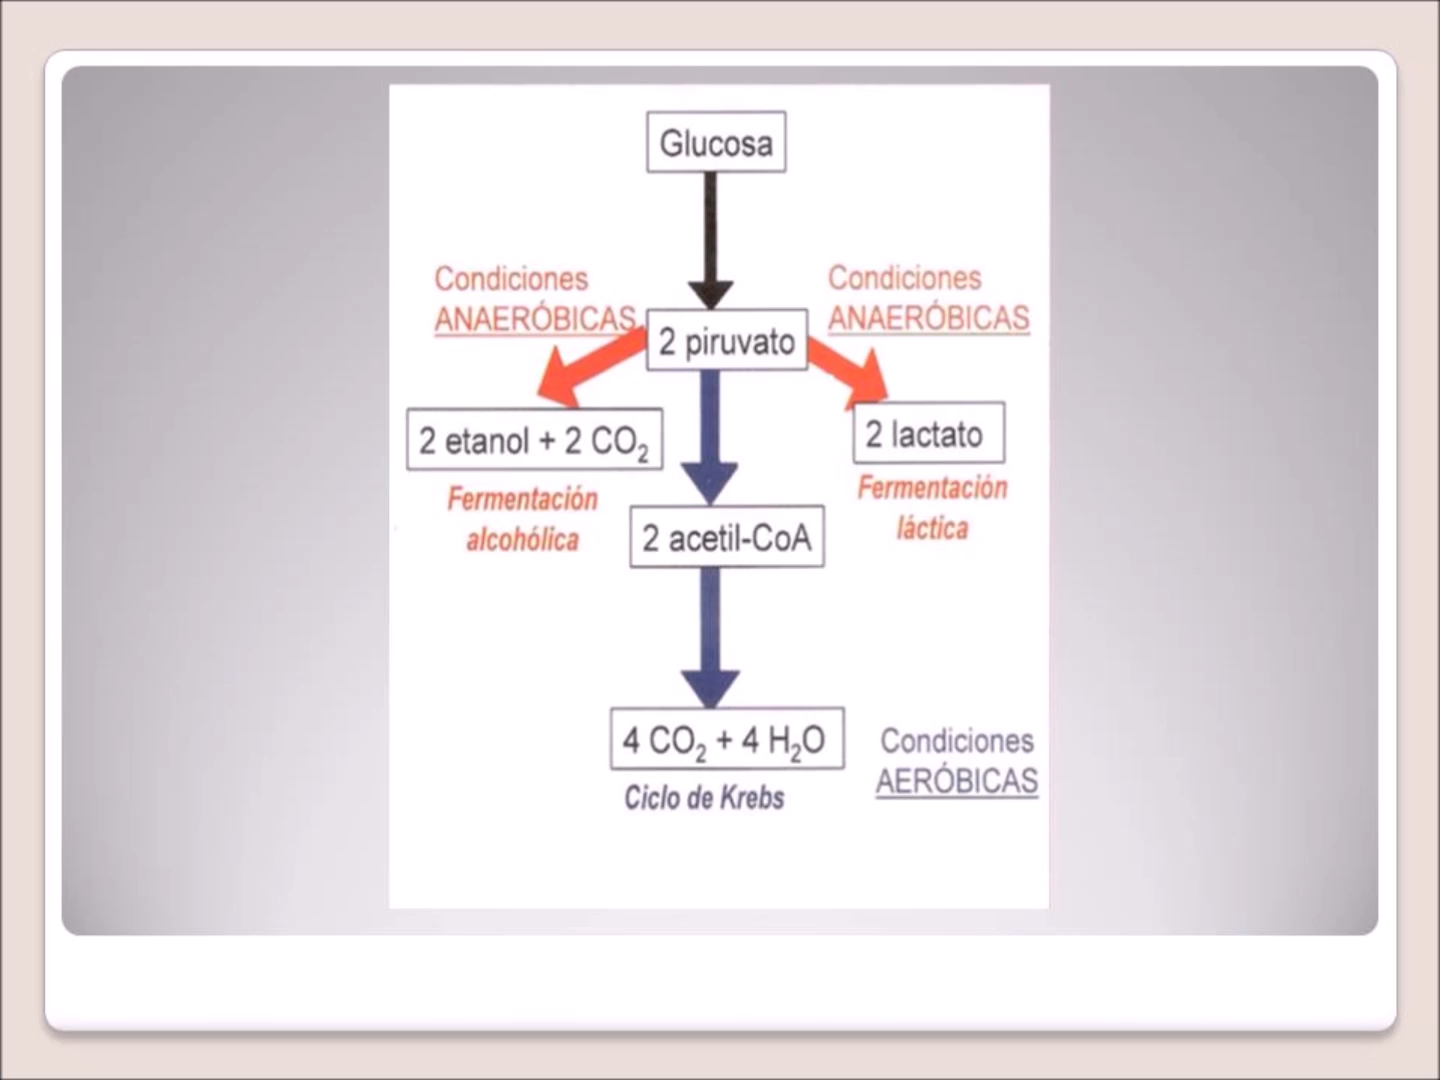 Glucosa
Condiciones
ANAERÓBICAS
Condiciones
ANAERÓBICAS
2 piruvato
2 etanol + 2 CO₂
2 lactato
Fermentación
alcohólica
Fermentación
láctica
2 acetil-CoA
4 CO₂ + 4 H₂O
Ciclo de Krebs
Condiciones
AERÓBICAS